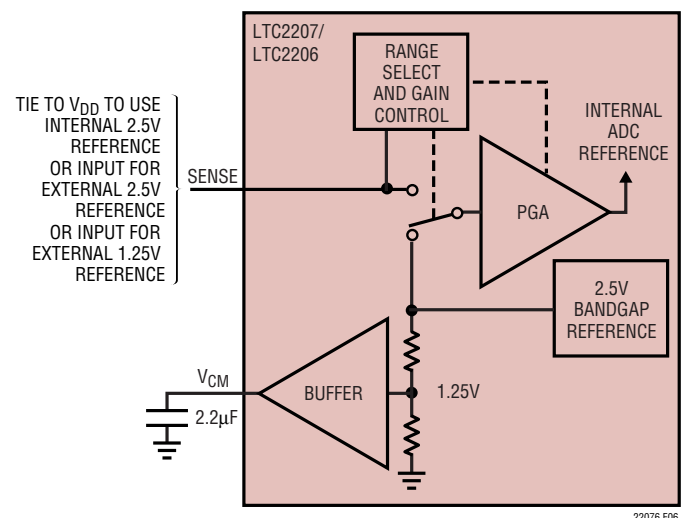 LTC2207/
LTC2206
RANGE
SELECT
AND GAIN
CONTROL
TIE TO VDD TO USE
INTERNAL 2.5V
REFERENCE
OR INPUT FOR
EXTERNAL 2.5V
REFERENCE
OR INPUT FOR
EXTERNAL 1.25V
REFERENCE
SENSE
INTERNAL
ADC
REFERENCE
PGA
2.5V
BANDGAP
REFERENCE
VCM
BUFFER
1.25V
2.2μF
22076 F06